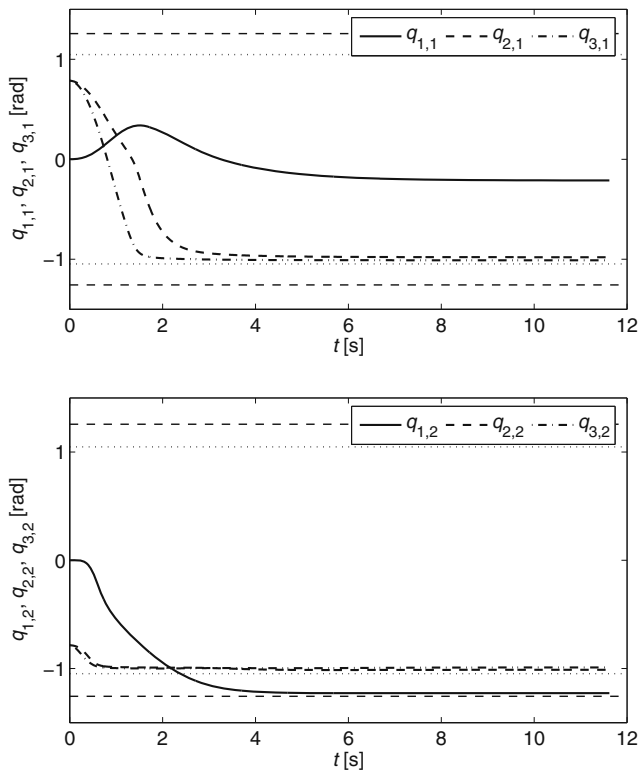 q1,1 q2,1 q3,1
q1,1, q2,1, q3,1 [rad]
1
0
−1
0 2 4 6 8 10 12
t [s]
q1,2 q2,2 q3,2
q1,2, q2,2, q3,2 [rad]
1
0
−1
0 2 4 6 8 10 12
t [s]